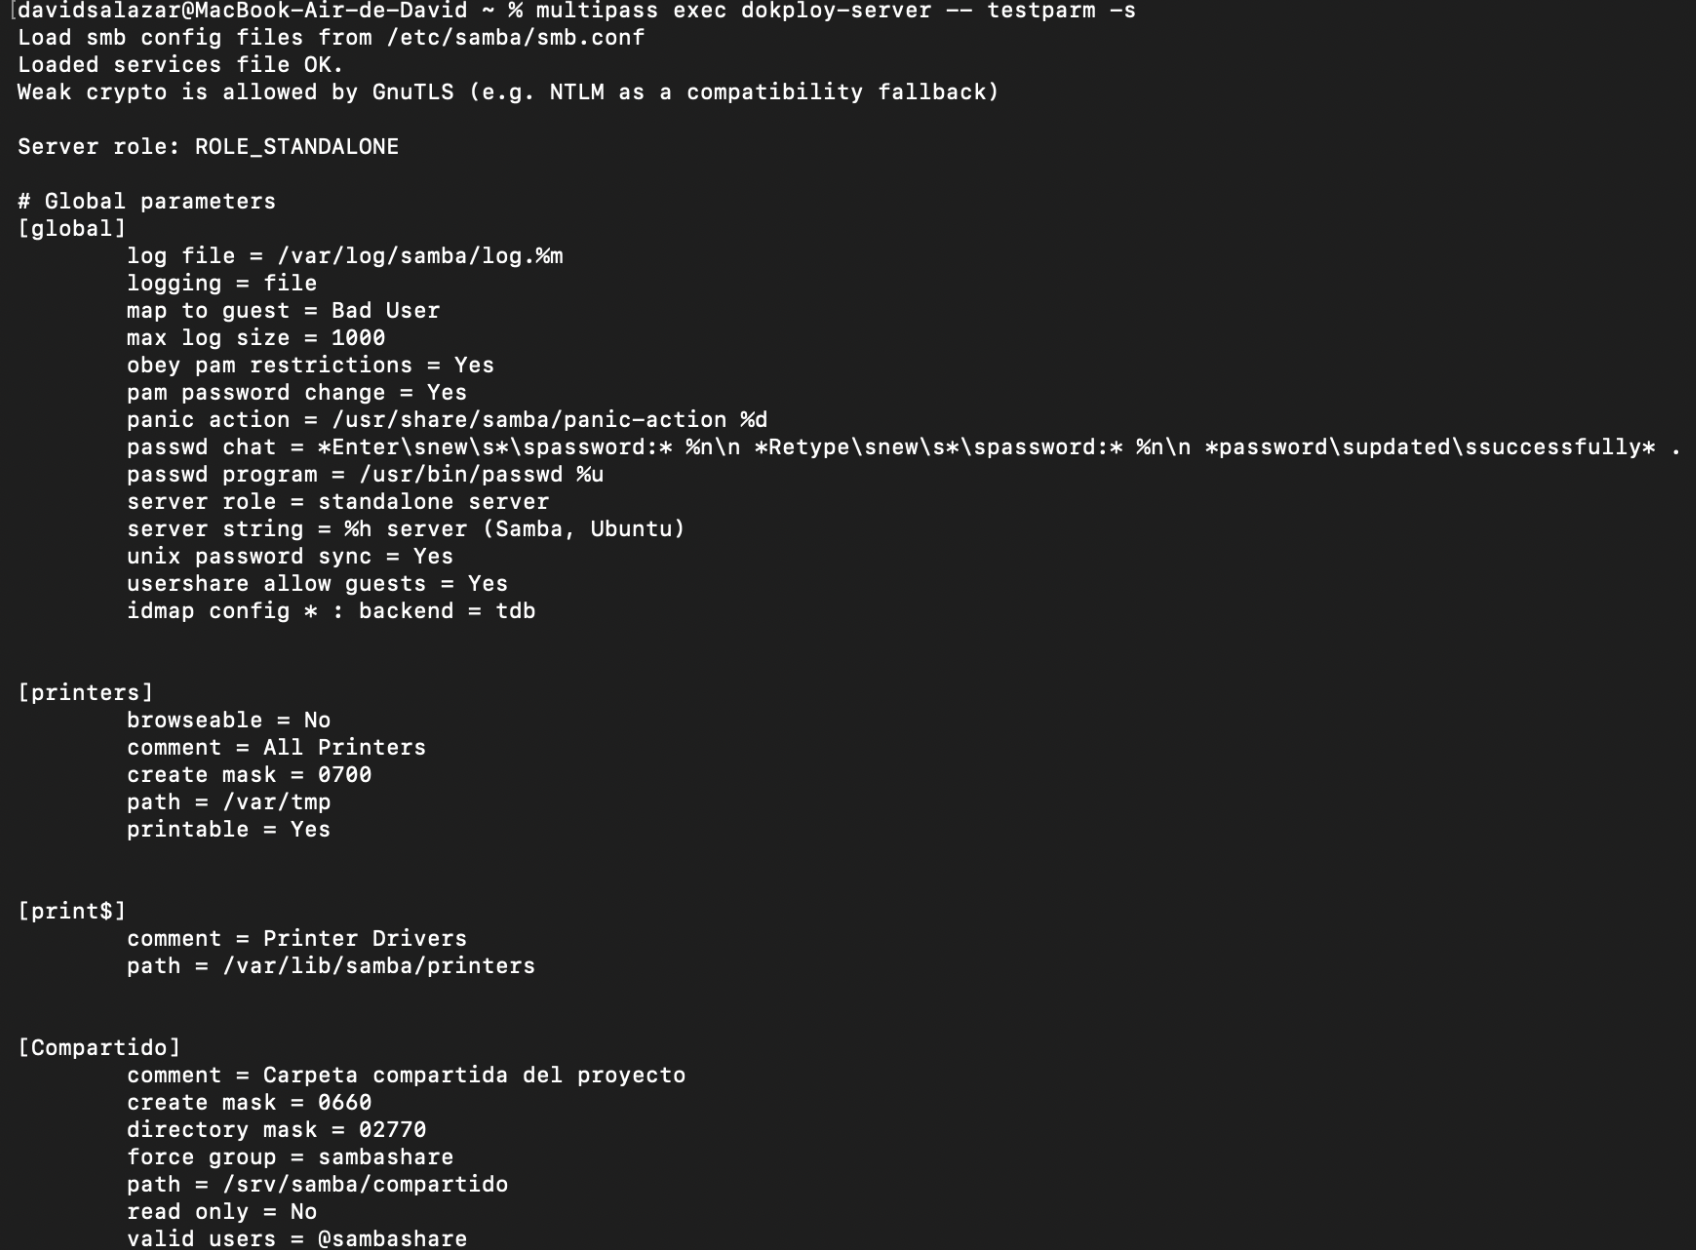 [davidsalazar@MacBook-Air-de-David ~ % multipass exec dokploy-server -- testparm -s
Load smb config files from /etc/samba/smb.conf
Loaded services file OK.
Weak crypto is allowed by GnuTLS (e.g. NTLM as a compatibility fallback)
Server role: ROLE_STANDALONE
# Global parameters
[global]
log file = /var/log/samba/log.%m
logging = file
map to guest = Bad User
max log size = 1000
obey pam restrictions = Yes
pam password change = Yes
panic action = /usr/share/samba/panic-action %d
passwd chat = *Enter\snew\s*\spassword:* %n\n *Retype\snew\s*\spassword:* %n\n *password\supdated\ssuccessfully* .
passwd program = /usr/bin/passwd %u
server role = standalone server
server string = %h server (Samba, Ubuntu)
unix password sync = Yes
usershare allow guests = Yes
idmap config * : backend = tdb
[printers]
browseable = No
comment = All Printers
create mask = 0700
path = /var/tmp
printable = Yes
[print$]
comment = Printer Drivers
path = /var/lib/samba/printers
[Compartido]
comment = Carpeta compartida del proyecto
create mask = 0660
directory mask = 02770
force group = sambashare
path = /srv/samba/compartido
read only = No
valid users = @sambashare